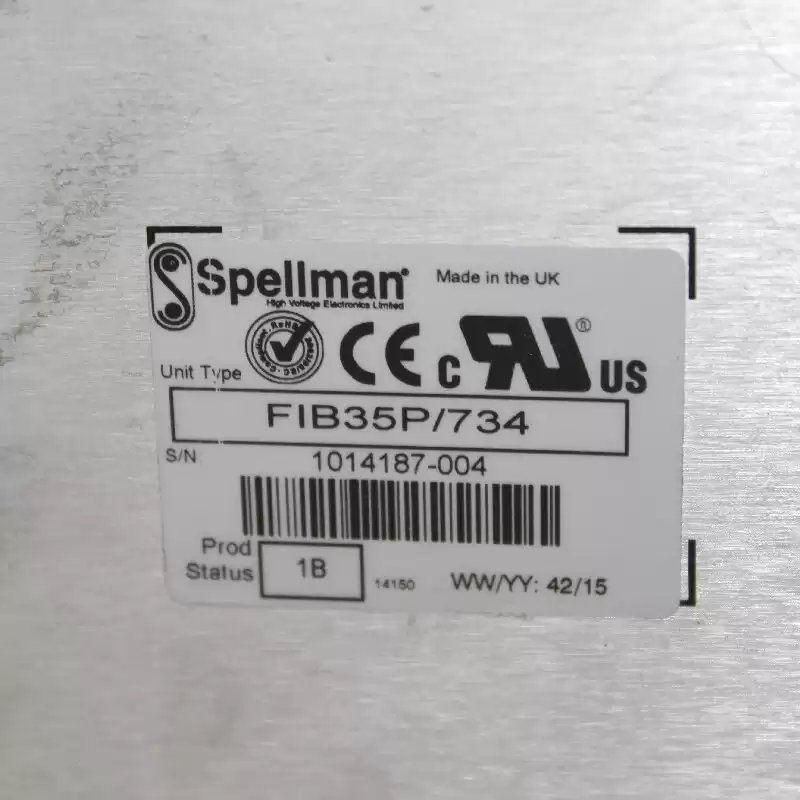 Spellman
High Voltage Electronics Limited
Made in the UK
CE
c RU ® US
Unit Type
FIB35P/734
S/N
1014187-004
Prod
Status
1B
14150
WW/YY: 42/15